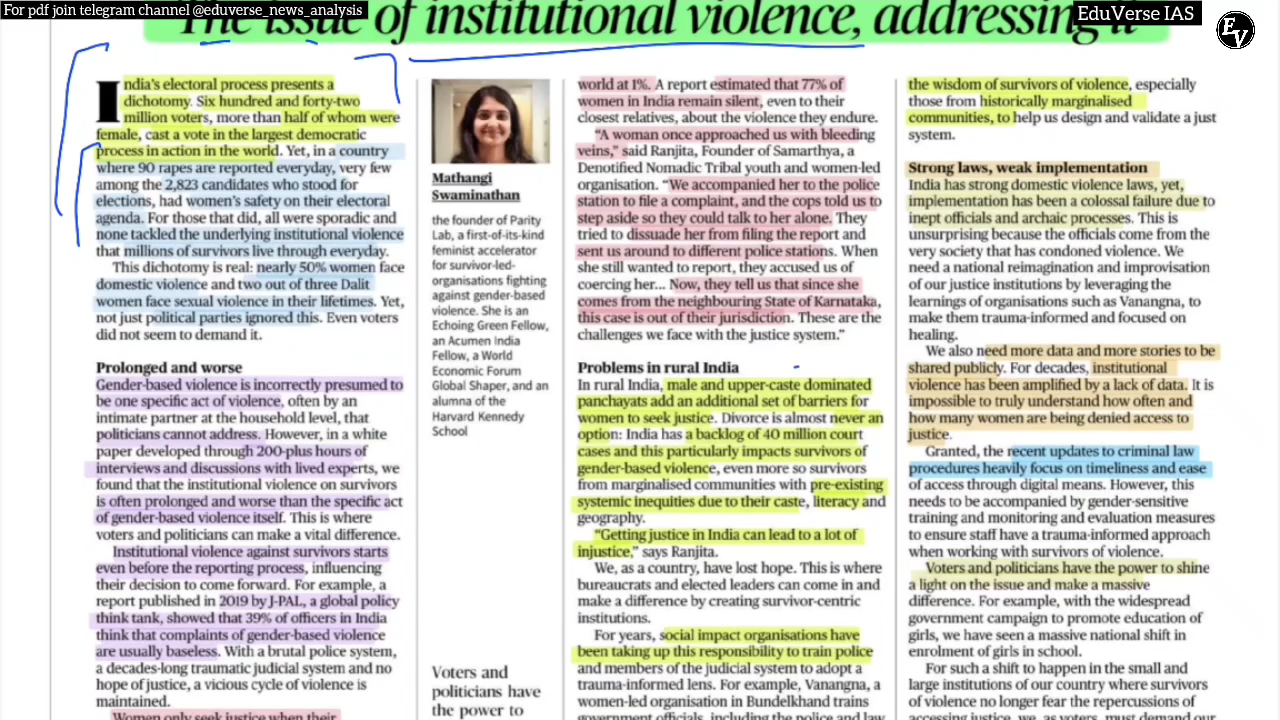 For pdf join telegram channel @eduverse_news_analysis
EduVerse IAS
EV
The issue of institutional violence, addressing it
India's electoral process presents a
dichotomy. Six hundred and forty-two
million voters, more than half of whom were
female, cast a vote in the largest democratic
process in action in the world. Yet, in a country
where 90 rapes are reported everyday, very few
among the 2,823 candidates who stood for
elections, had women's safety on their electoral
agenda. For those that did, all were sporadic and
none tackled the underlying institutional violence
that millions of survivors live through everyday.
This dichotomy is real: nearly 50% women face
domestic violence and two out of three Dalit
women face sexual violence in their lifetimes. Yet,
not just political parties ignored this. Even voters
did not seem to demand it.
Prolonged and worse
Gender-based violence is incorrectly presumed to
be one specific act of violence, often by an
intimate partner at the household level, that
politicians cannot address. However, in a white
paper developed through 200-plus hours of
interviews and discussions with lived experts, we
found that the institutional violence on survivors
is often prolonged and worse than the specific act
of gender-based violence itself. This is where
voters and politicians can make a vital difference.
Institutional violence against survivors starts
even before the reporting process, influencing
their decision to come forward. For example, a
report published in 2019 by J-PAL, a global policy
think tank, showed that 39% of officers in India
think that complaints of gender-based violence
are usually baseless. With a brutal police system,
a decades-long traumatic judicial system and no
hope of justice, a vicious cycle of violence is
maintained.
Women only seek justice when their
Mathangi
Swaminathan
the founder of Parity
Lab, a first-of-its-kind
feminist accelerator
for survivor-led-
organisations fighting
against gender-based
violence. She is an
Echoing Green Fellow,
an Acumen India
Fellow, a World
Economic Forum
Global Shaper, and an
alumna of the
Harvard Kennedy
School
Voters and
politicians have
the power to
world at 1%. A report estimated that 77% of
women in India remain silent, even to their
closest relatives, about the violence they endure.
"A woman once approached us with bleeding
veins," said Ranjita, Founder of Samarthya, a
Denotified Nomadic Tribal youth and women-led
organisation. "We accompanied her to the police
station to file a complaint, and the cops told us to
step aside so they could talk to her alone. They
tried to dissuade her from filing the report and
sent us around to different police stations. When
she still wanted to report, they accused us of
coercing her... Now, they tell us that since she
comes from the neighbouring State of Karnataka,
this case is out of their jurisdiction. These are the
challenges we face with the justice system."
Problems in rural India
In rural India, male and upper-caste dominated
panchayats add an additional set of barriers for
women to seek justice. Divorce is almost never an
option: India has a backlog of 40 million court
cases and this particularly impacts survivors of
gender-based violence, even more so survivors
from marginalised communities with pre-existing
systemic inequities due to their caste, literacy and
geography.
"Getting justice in India can lead to a lot of
injustice," says Ranjita.
We, as a country, have lost hope. This is where
bureaucrats and elected leaders can come in and
make a difference by creating survivor-centric
institutions.
For years, social impact organisations have
been taking up this responsibility to train police
and members of the judicial system to adopt a
trauma-informed lens. For example, Vanangna, a
women-led organisation in Bundelkhand trains
government officials, including the police and law
the wisdom of survivors of violence, especially
those from historically marginalised
communities, to help us design and validate a just
system.
Strong laws, weak implementation
India has strong domestic violence laws, yet,
implementation has been a colossal failure due to
inept officials and archaic processes. This is
unsurprising because the officials come from the
very society that has condoned violence. We
need a national reimagination and improvisation
of our justice institutions by leveraging the
learnings of organisations such as Vanangna, to
make them trauma-informed and focused on
healing.
We also need more data and more stories to be
shared publicly. For decades, institutional
violence has been amplified by a lack of data. It is
impossible to truly understand how often and
how many women are being denied access to
justice.
Granted, the recent updates to criminal law
procedures heavily focus on timeliness and ease
of access through digital means. However, this
needs to be accompanied by gender-sensitive
training and monitoring and evaluation measures
to ensure staff have a trauma-informed approach
when working with survivors of violence.
Voters and politicians have the power to shine
a light on the issue and make a massive
difference. For example, with the widespread
government campaign to promote education of
girls, we have seen a massive national shift in
enrolment of girls in school.
For such a shift to happen in the small and
large institutions of our country where survivors
of violence no longer fear the repercussions of
accessing justice, we, as voters, must demand our